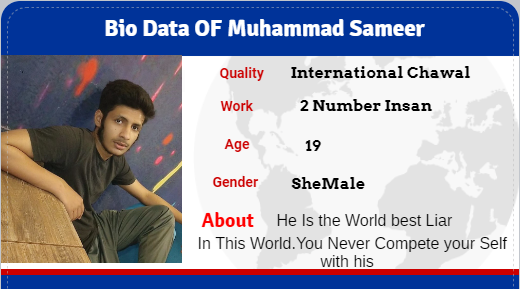 Bio Data OF Muhammad Sameer
Quality International Chawal
Work 2 Number Insan
Age 19
Gender SheMale
About He Is the World best Liar
In This World.You Never Compete your Self
with his